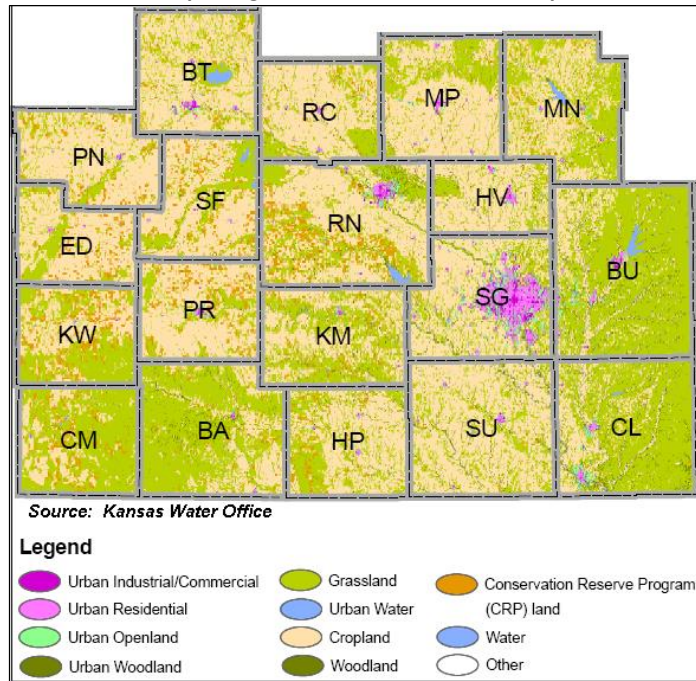 BT
RC
MP
MN
PN
SF
RN
HV
ED
BU
SG
KW
PR
KM
CM
BA
HP
SU
CL
Source: Kansas Water Office
Legend
Urban Industrial/Commercial
Grassland
Conservation Reserve Program
(CRP) land
Urban Residential
Urban Water
Urban Openland
Cropland
Water
Urban Woodland
Woodland
Other